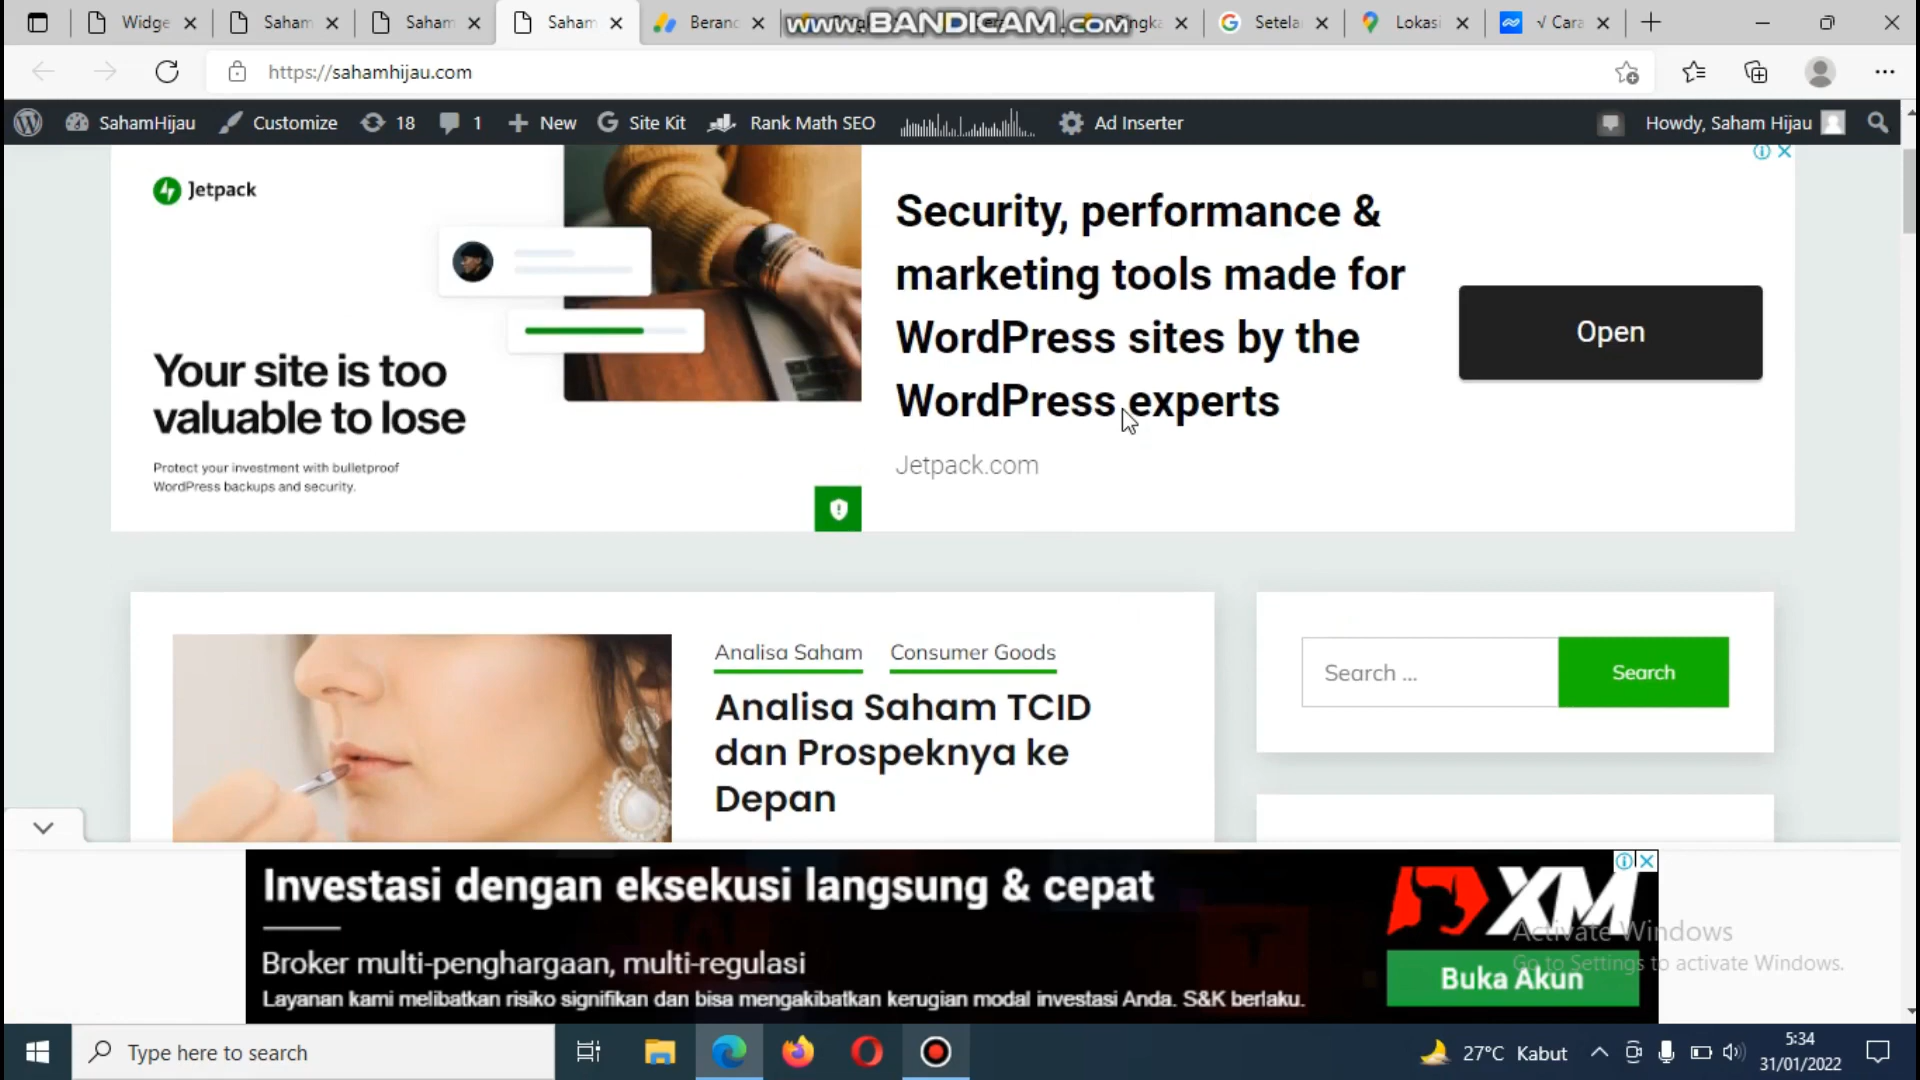 Widge
Saham
Saham
Saham
Beran
www.BANDICAM.com
ingka
Setela
Lokasi
√ Cara
https://sahamhijau.com
SahamHijau
Customize
18
1
New
Site Kit
Rank Math SEO
Ad Inserter
Howdy, Saham Hijau
Jetpack
Your site is too
valuable to lose
Protect your investment with bulletproof
WordPress backups and security.
Security, performance &
marketing tools made for
WordPress sites by the
WordPress experts
Jetpack.com
Open
Analisa Saham
Consumer Goods
Analisa Saham TCID
dan Prospeknya ke
Depan
Search ...
Search
Investasi dengan eksekusi langsung & cepat
Broker multi-penghargaan, multi-regulasi
Layanan kami melibatkan risiko signifikan dan bisa mengakibatkan kerugian modal investasi Anda. S&K berlaku.
XM
Buka Akun
Activate Windows
Go to Settings to activate Windows.
Type here to search
27°C Kabut
5:34
31/01/2022